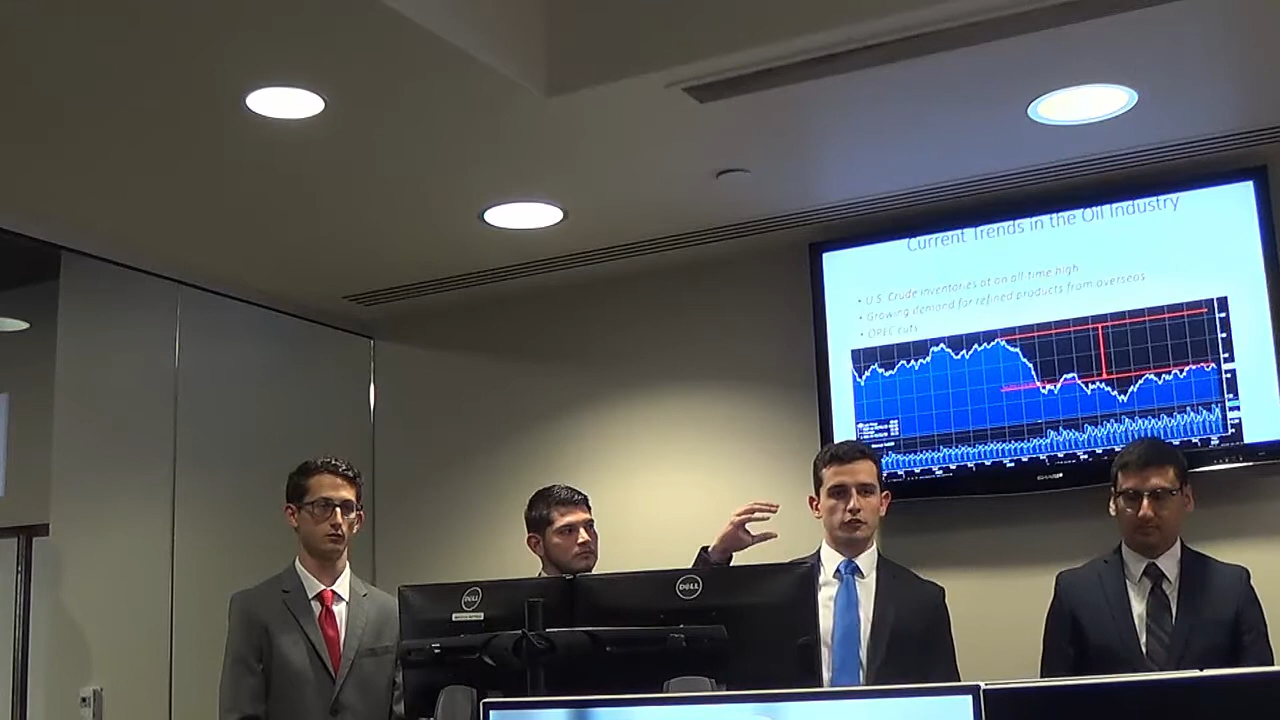 Current Trends in the Oil Industry
• U.S. Crude inventories at an all-time high
• Growing demand for refined products from overseas
• OPEC cuts
SHARP
DELL
DELL